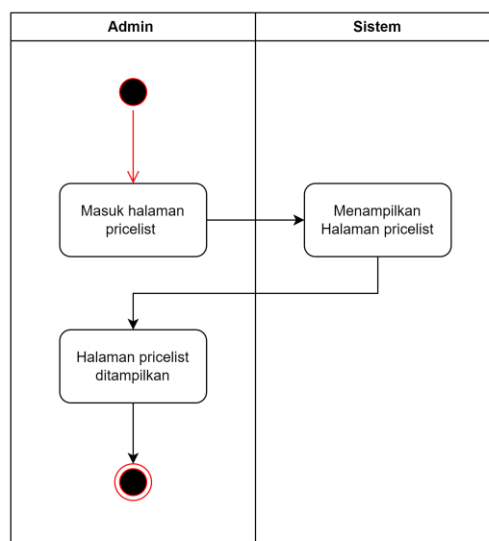 Admin
Sistem
Masuk halaman
pricelist
Menampilkan
Halaman pricelist
Halaman pricelist
ditampilkan